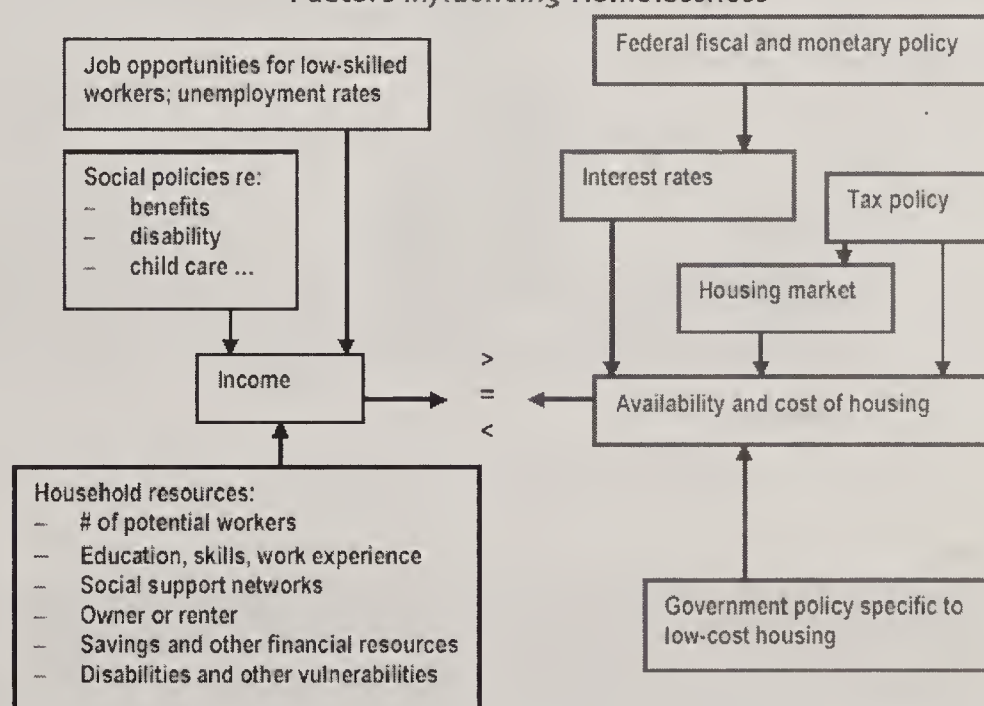 Job opportunities for low-skilled
workers; unemployment rates
Social policies re:
– benefits
– disability
– child care ...
Income
Household resources:
– # of potential workers
– Education, skills, work experience
– Social support networks
– Owner or renter
– Savings and other financial resources
– Disabilities and other vulnerabilities
>
=
<
Federal fiscal and monetary policy
Interest rates
Tax policy
Housing market
Availability and cost of housing
Government policy specific to
low-cost housing